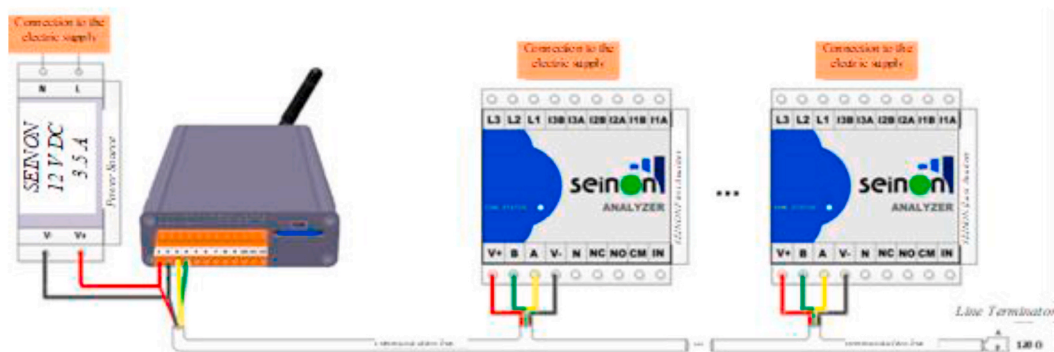 Connection to the
electric supply
N L
SEINON
12 V DC
3.5 A
Power Source
V- V+
Connection to the
electric supply
L3 L2 L1 I3B I3A I2B I2A I1B I1A
seinon
ANALYZER
V+ B A V- N NC NO CM IN
...
Connection to the
electric supply
L3 L2 L1 I3B I3A I2B I2A I1B I1A
seinon
ANALYZER
V+ B A V- N NC NO CM IN
Line Terminator
A
B
120 Ω